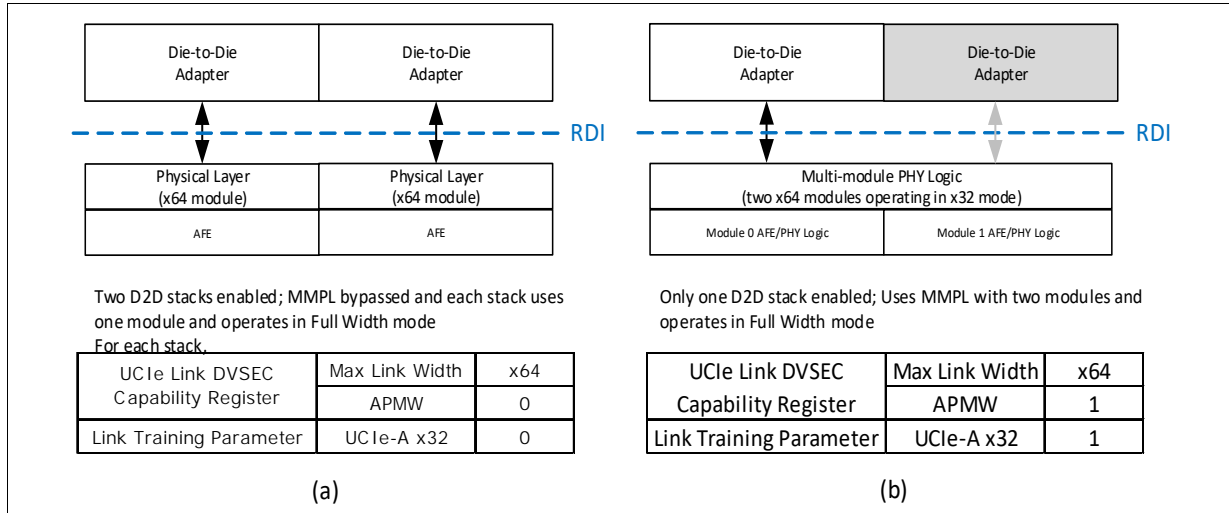 Die-to-Die
Adapter
Die-to-Die
Adapter
RDI
Physical Layer
(x64 module)
Physical Layer
(x64 module)
AFE
AFE
Two D2D stacks enabled; MMPL bypassed and each stack uses
one module and operates in Full Width mode
For each stack,
UCIe Link DVSEC
Capability Register
Max Link Width
x64
APMW
0
Link Training Parameter
UCIe-A x32
0
(a)
Die-to-Die
Adapter
Die-to-Die
Adapter
RDI
Multi-module PHY Logic
(two x64 modules operating in x32 mode)
Module 0 AFE/PHY Logic
Module 1 AFE/PHY Logic
Only one D2D stack enabled; Uses MMPL with two modules and
operates in Full Width mode
UCIe Link DVSEC
Capability Register
Max Link Width
x64
APMW
1
Link Training Parameter
UCIe-A x32
1
(b)